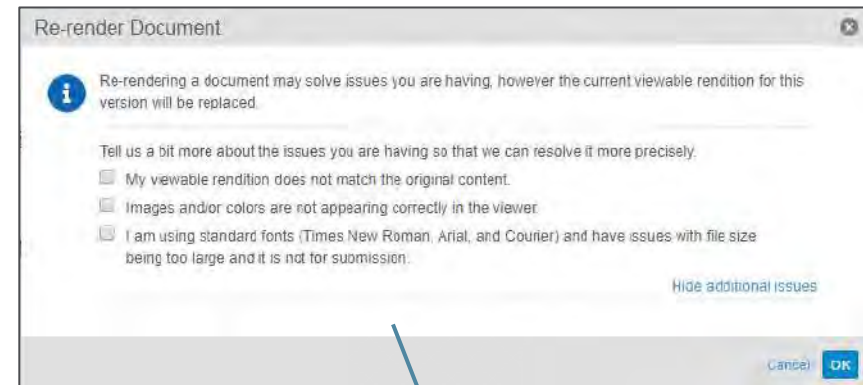 Re-render Document
Re-rendering a document may solve issues you are having, however the current viewable rendition for this
version will be replaced.
Tell us a bit more about the issues you are having so that we can resolve it more precisely.
My viewable rendition does not match the original content.
Images and/or colors are not appearing correctly in the viewer
I am using standard fonts (Times New Roman, Arial, and Courier) and have issues with file size
being too large and it is not for submission.
Hide additional issues
Cancel OK